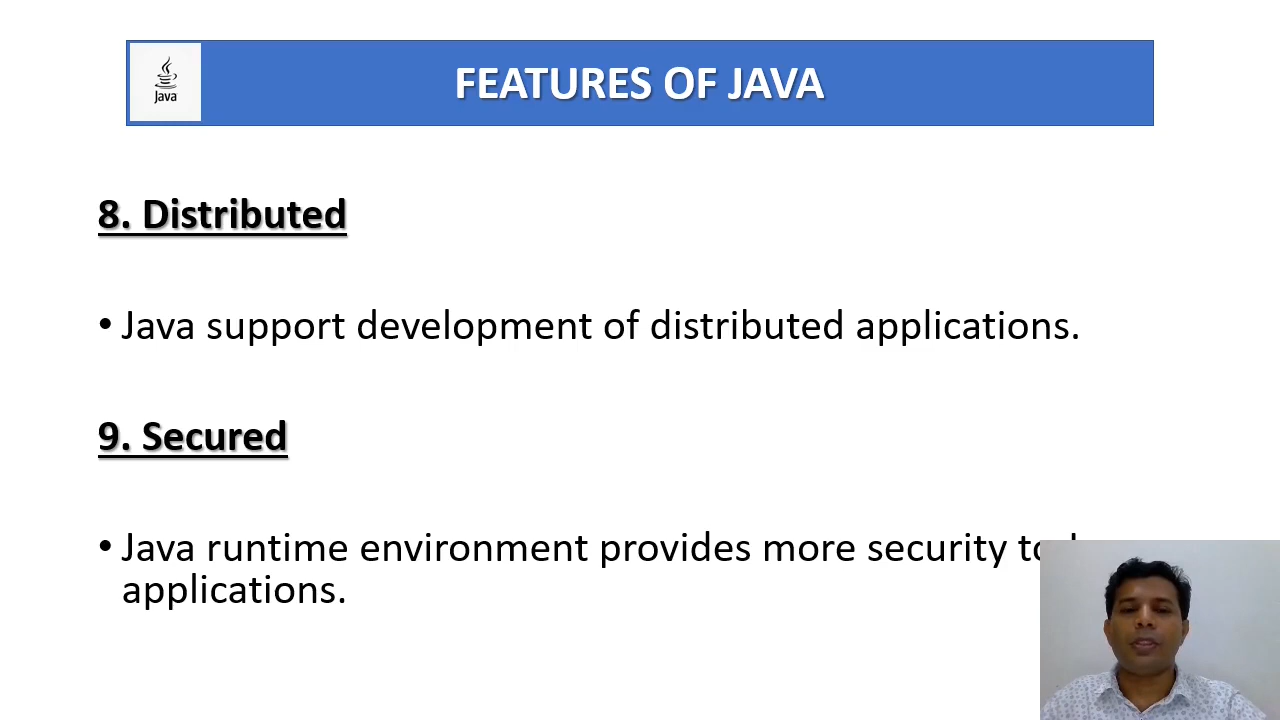 Java
FEATURES OF JAVA
8. Distributed
• Java support development of distributed applications.
9. Secured
• Java runtime environment provides more security to
applications.